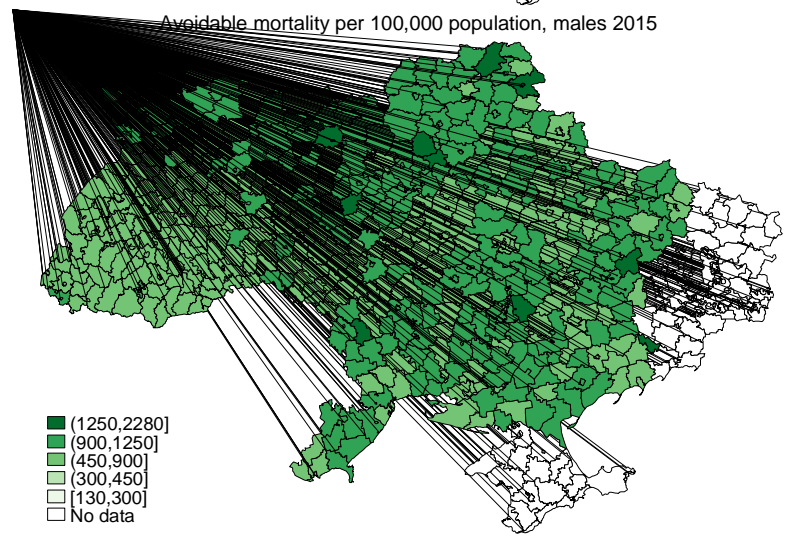 Avoidable mortality per 100,000 population, males 2015
(1250,2280]
(900,1250]
(450,900]
(300,450]
[130,300]
No data